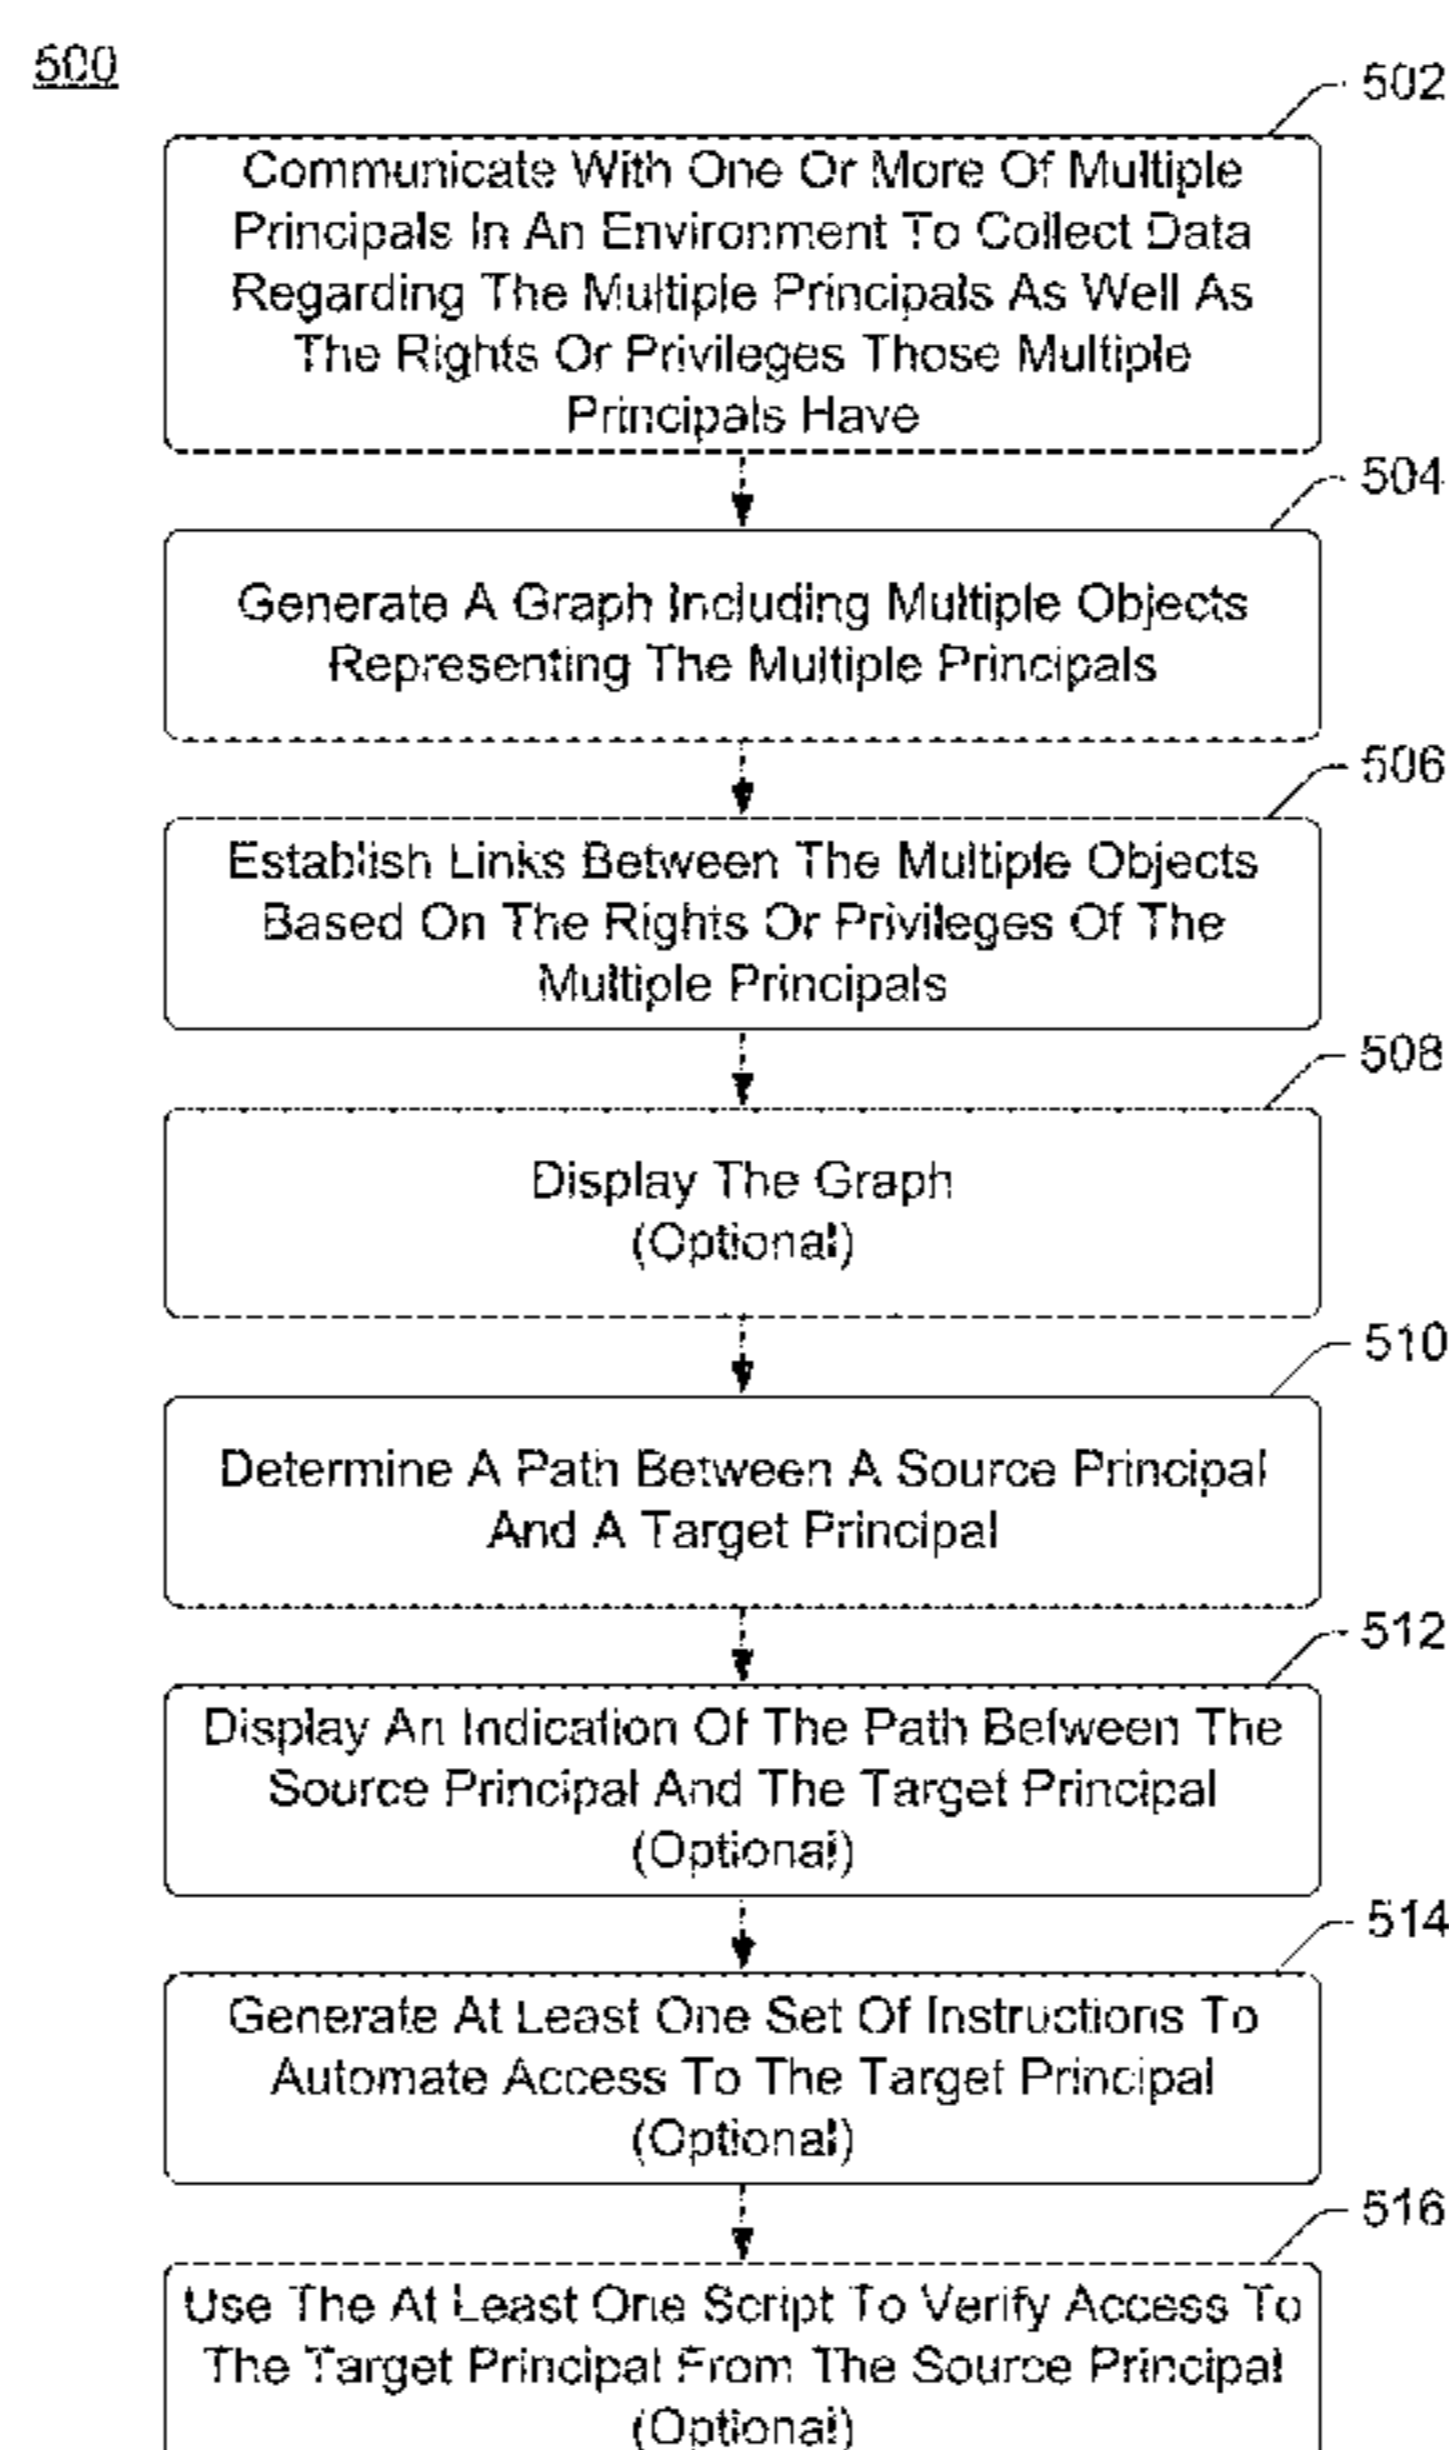 500
502
Communicate With One Or More Of Multiple
Principals In An Environment To Collect Data
Regarding The Multiple Principals As Well As
The Rights Or Privileges Those Multiple
Principals Have
504
Generate A Graph Including Multiple Objects
Representing The Multiple Principals
506
Establish Links Between The Multiple Objects
Based On The Rights Or Privileges Of The
Multiple Principals
508
Display The Graph
(Optional)
510
Determine A Path Between A Source Principal
And A Target Principal
512
Display An Indication Of The Path Between The
Source Principal And The Target Principal
(Optional)
514
Generate At Least One Set Of Instructions To
Automate Access To The Target Principal
(Optional)
516
Use The At Least One Script To Verify Access To
The Target Principal From The Source Principal
(Optional)